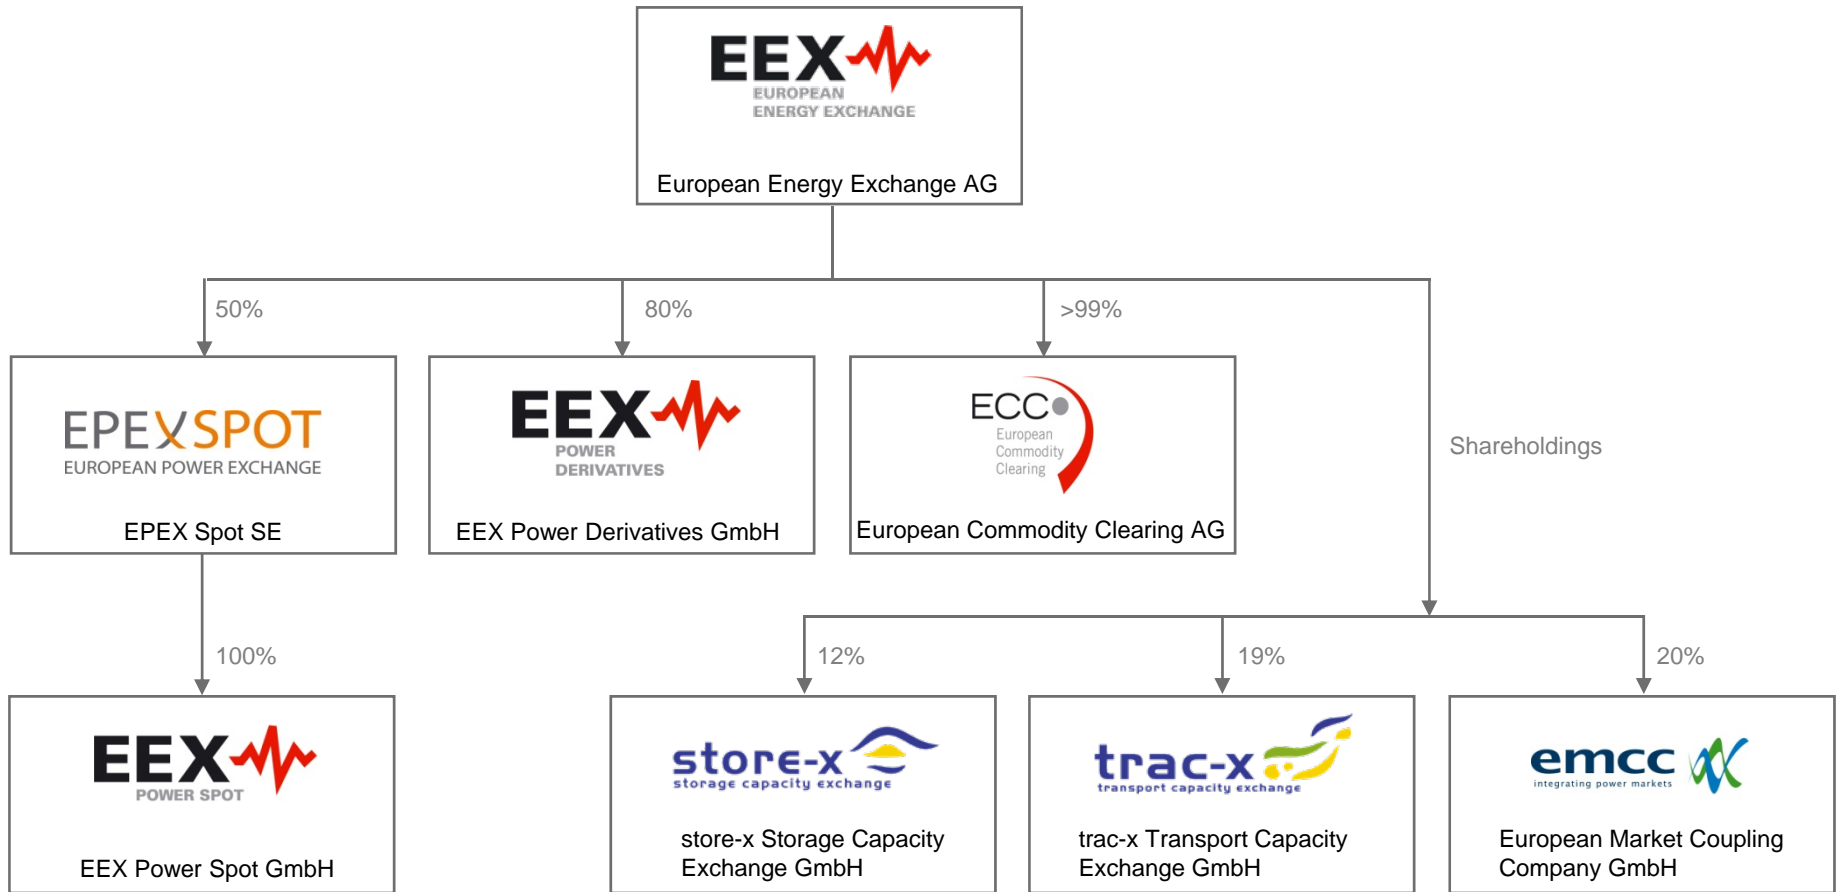 EEX
EUROPEAN
ENERGY EXCHANGE
European Energy Exchange AG
50%
80%
>99%
EPEXSPOT
EUROPEAN POWER EXCHANGE
EPEX Spot SE
EEX
POWER
DERIVATIVES
EEX Power Derivatives GmbH
ECC
European
Commodity
Clearing
European Commodity Clearing AG
Shareholdings
100%
12%
19%
20%
EEX
POWER SPOT
EEX Power Spot GmbH
store-x
storage capacity exchange
store-x Storage Capacity
Exchange GmbH
trac-x
transport capacity exchange
trac-x Transport Capacity
Exchange GmbH
emcc
integrating power markets
European Market Coupling
Company GmbH